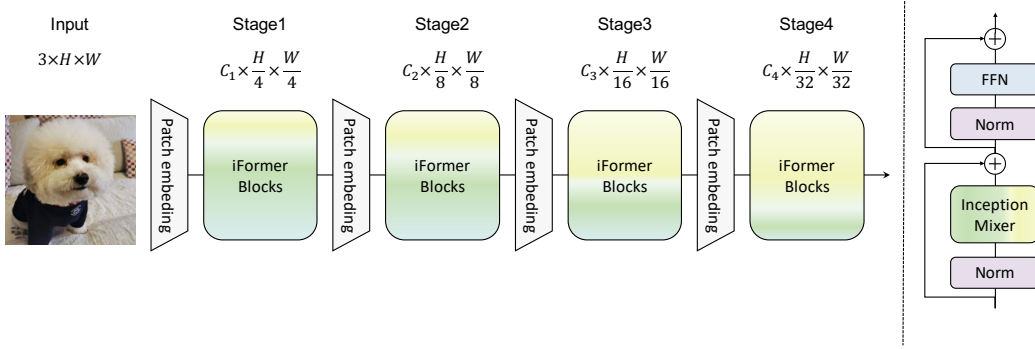 Input
Stage1
Stage2
Stage3
Stage4
3×H×W
C₁ × H/4 × W/4
C₂ × H/8 × W/8
C₃ × H/16 × W/16
C₄ × H/32 × W/32
Patch embeding
iFormer
Blocks
Patch embeding
iFormer
Blocks
Patch embeding
iFormer
Blocks
Patch embeding
iFormer
Blocks
FFN
Norm
Inception
Mixer
Norm